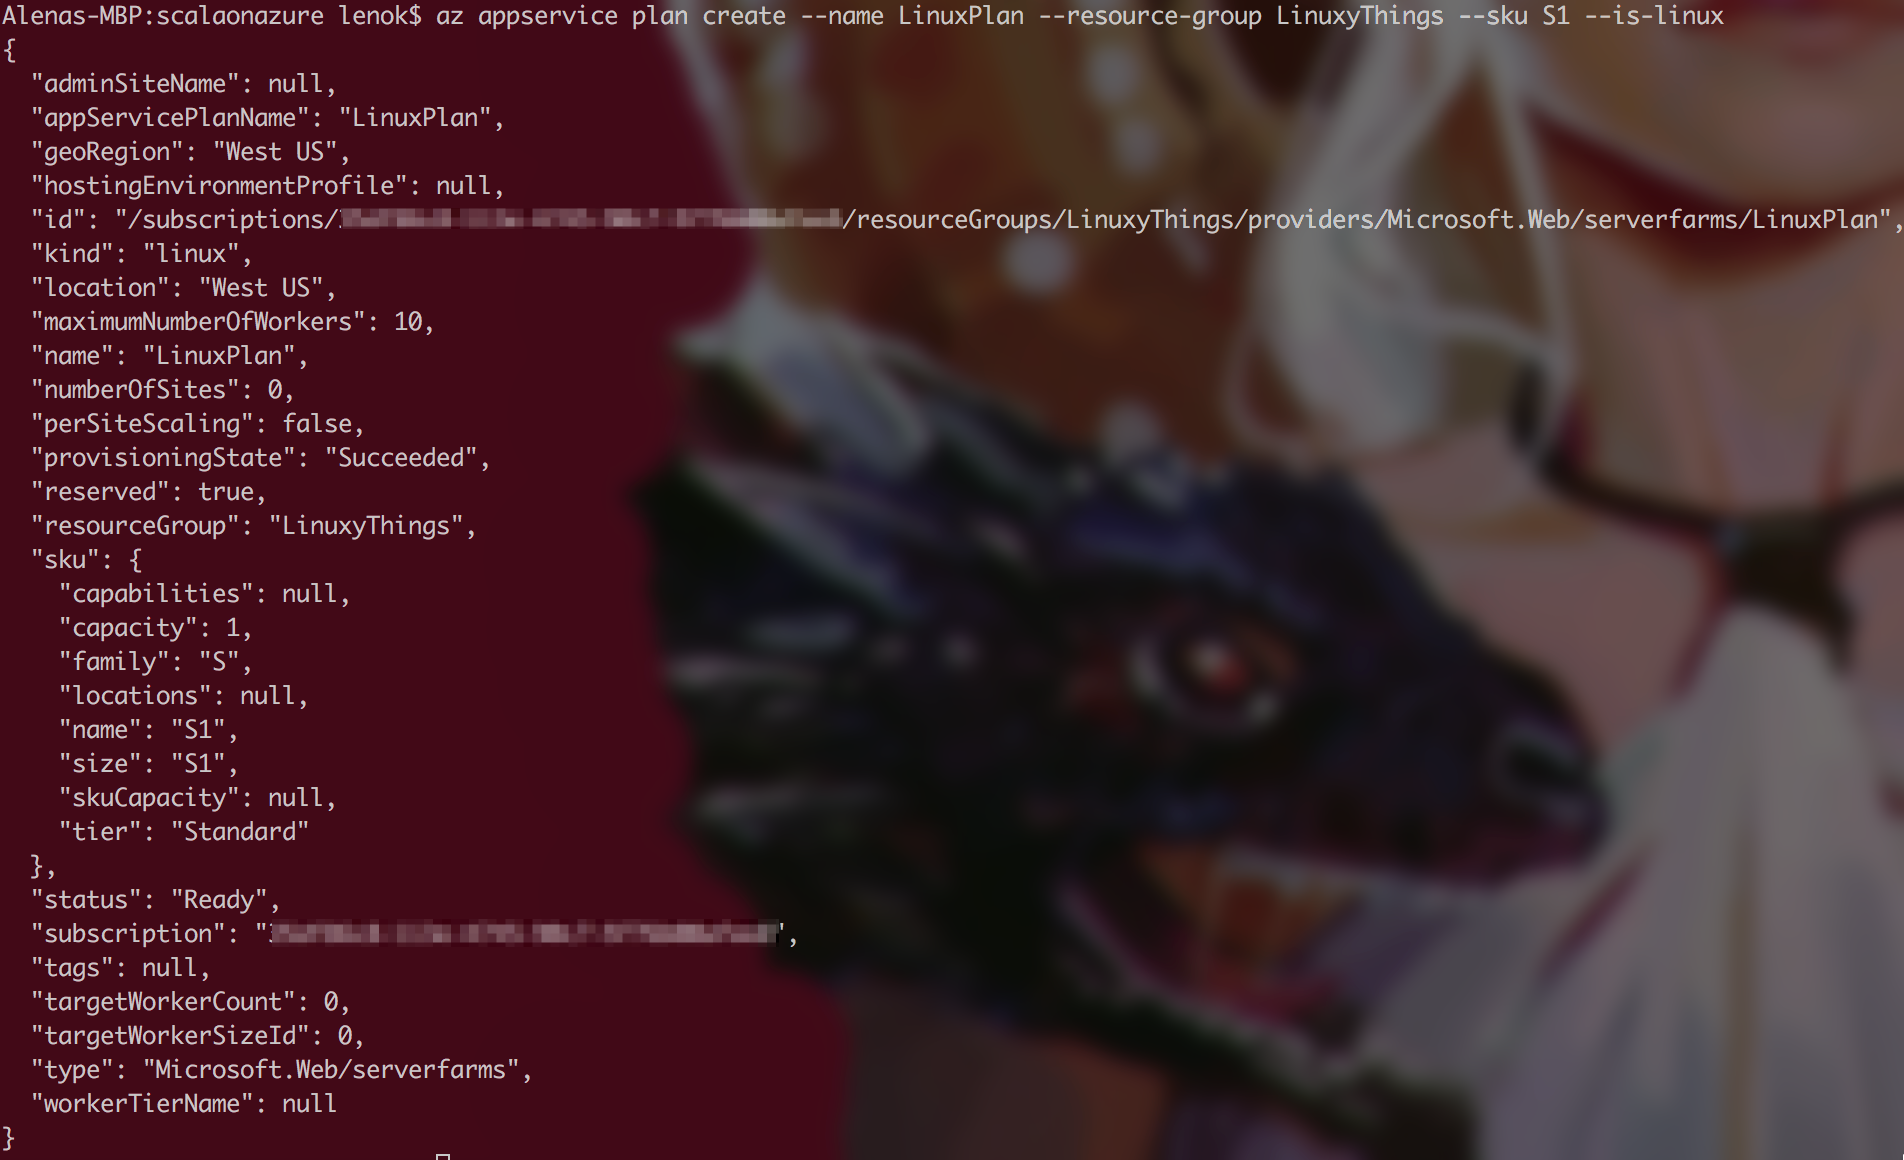 Alenas-MBP:scalaonazure lenok$ az appservice plan create --name LinuxPlan --resource-group LinuxyThings --sku S1 --is-linux
{
  "adminSiteName": null,
  "appServicePlanName": "LinuxPlan",
  "geoRegion": "West US",
  "hostingEnvironmentProfile": null,
  "id": "/subscriptions/ /resourceGroups/LinuxyThings/providers/Microsoft.Web/serverfarms/LinuxPlan",
  "kind": "linux",
  "location": "West US",
  "maximumNumberOfWorkers": 10,
  "name": "LinuxPlan",
  "numberOfSites": 0,
  "perSiteScaling": false,
  "provisioningState": "Succeeded",
  "reserved": true,
  "resourceGroup": "LinuxyThings",
  "sku": {
    "capabilities": null,
    "capacity": 1,
    "family": "S",
    "locations": null,
    "name": "S1",
    "size": "S1",
    "skuCapacity": null,
    "tier": "Standard"
  },
  "status": "Ready",
  "subscription": " ",
  "tags": null,
  "targetWorkerCount": 0,
  "targetWorkerSizeId": 0,
  "type": "Microsoft.Web/serverfarms",
  "workerTierName": null
}